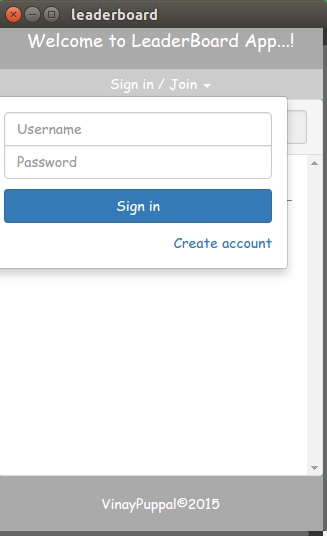 leaderboard
Welcome to LeaderBoard App...!
Sign in / Join
Username
Password
Sign in
Create account
VinayPuppal©2015